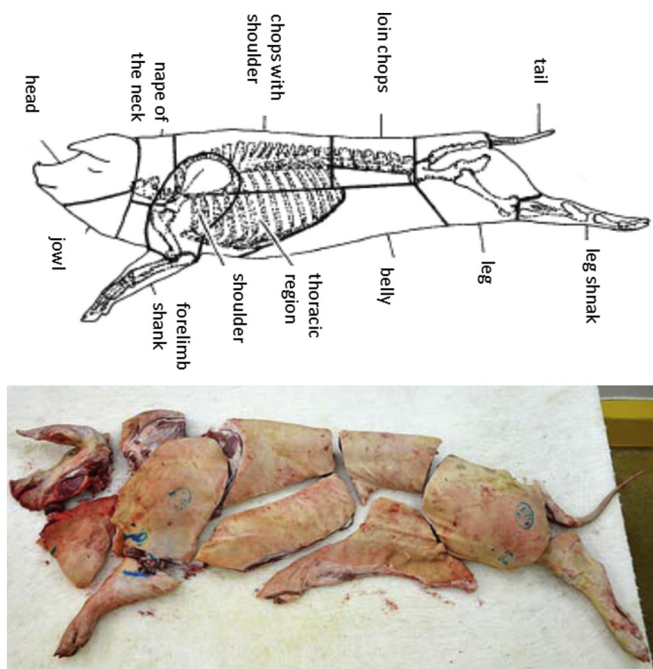 head
nape of
the neck
chops with
shoulder
loin chops
tail
jowl
forelimb
shank
shoulder
thoracic
region
belly
leg
leg shnak